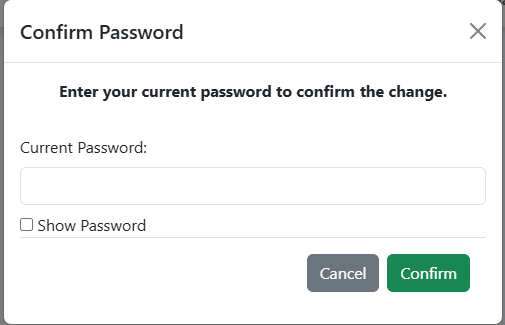 Confirm Password
Enter your current password to confirm the change.
Current Password:
Show Password
Cancel Confirm